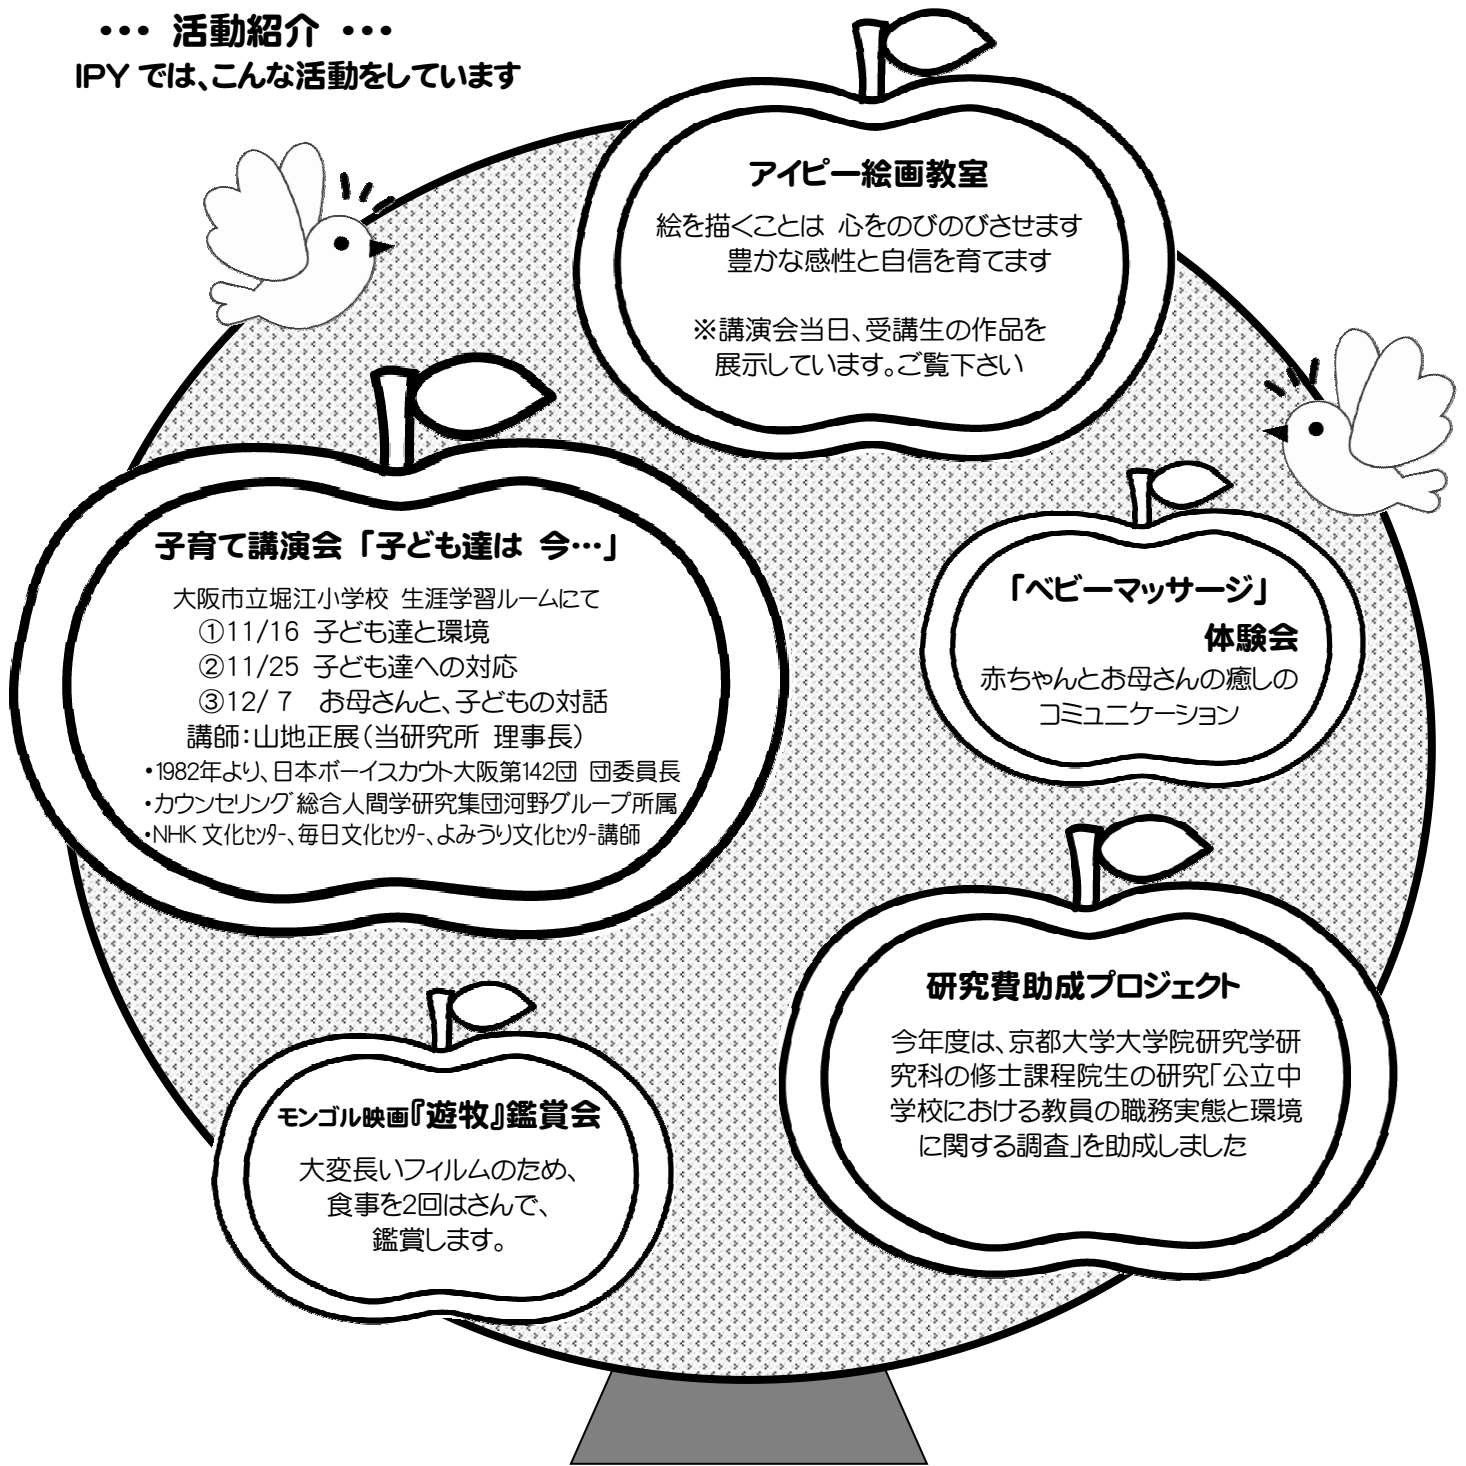 ・・・ 活動紹介 ・・・
IPY では、こんな活動をしています
アイピー絵画教室
絵を描くことは 心をのびのびさせます
豊かな感性と自信を育てます
※講演会当日、受講生の作品を
展示しています。ご覧下さい
子育て講演会 「子ども達は 今…」
大阪市立堀江小学校 生涯学習ルームにて
①11/16 子ども達と環境
②11/25 子ども達への対応
③12/ 7 お母さんと、子どもの対話
講師：山地正展（当研究所 理事長）
・1982年より、日本ボーイスカウト大阪第142団 団委員長
・カウンセリング総合人間学研究集団河野グループ所属
・NHK 文化ｾﾝﾀｰ、毎日文化ｾﾝﾀｰ、よみうり文化ｾﾝﾀｰ講師
「ベビーマッサージ」
体験会
赤ちゃんとお母さんの癒しの
コミュニケーション
研究費助成プロジェクト
今年度は、京都大学大学院研究学研
究科の修士課程院生の研究「公立中
学校における教員の職務実態と環境
に関する調査」を助成しました
モンゴル映画『遊牧』鑑賞会
大変長いフィルムのため、
食事を2回はさんで、
鑑賞します。